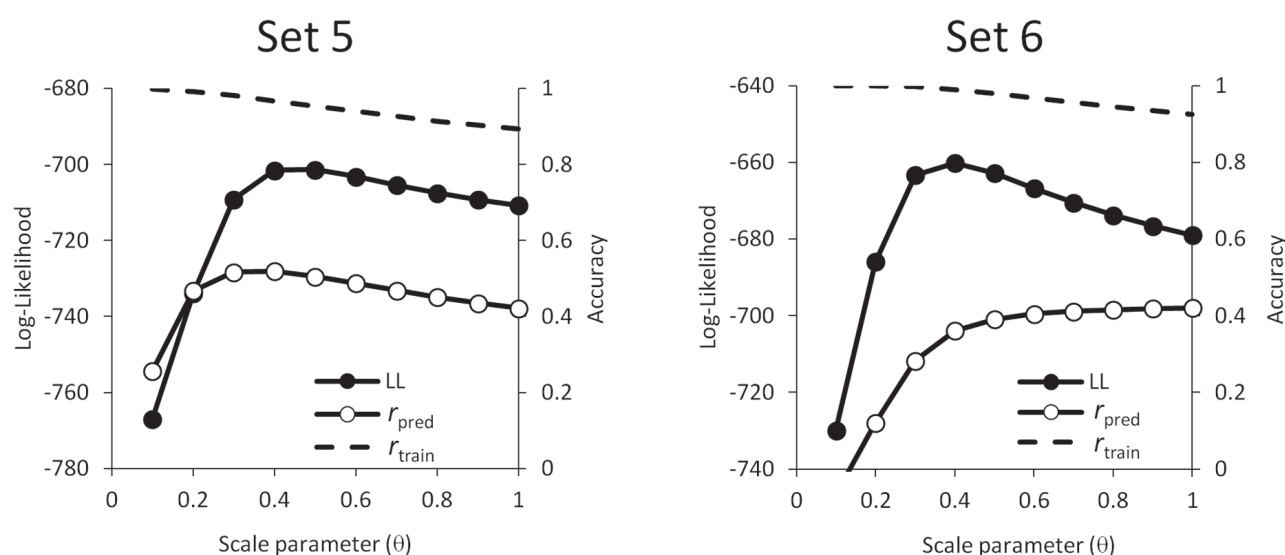 Set 5
-680
-700
-720
-740
-760
-780
Log-Likelihood
1
0.8
0.6
0.4
0.2
0
Accuracy
LL
r_pred
r_train
0
0.2
0.4
0.6
0.8
1
Scale parameter (θ)
Set 6
-640
-660
-680
-700
-720
-740
Log-Likelihood
1
0.8
0.6
0.4
0.2
0
Accuracy
LL
r_pred
r_train
0
0.2
0.4
0.6
0.8
1
Scale parameter (θ)